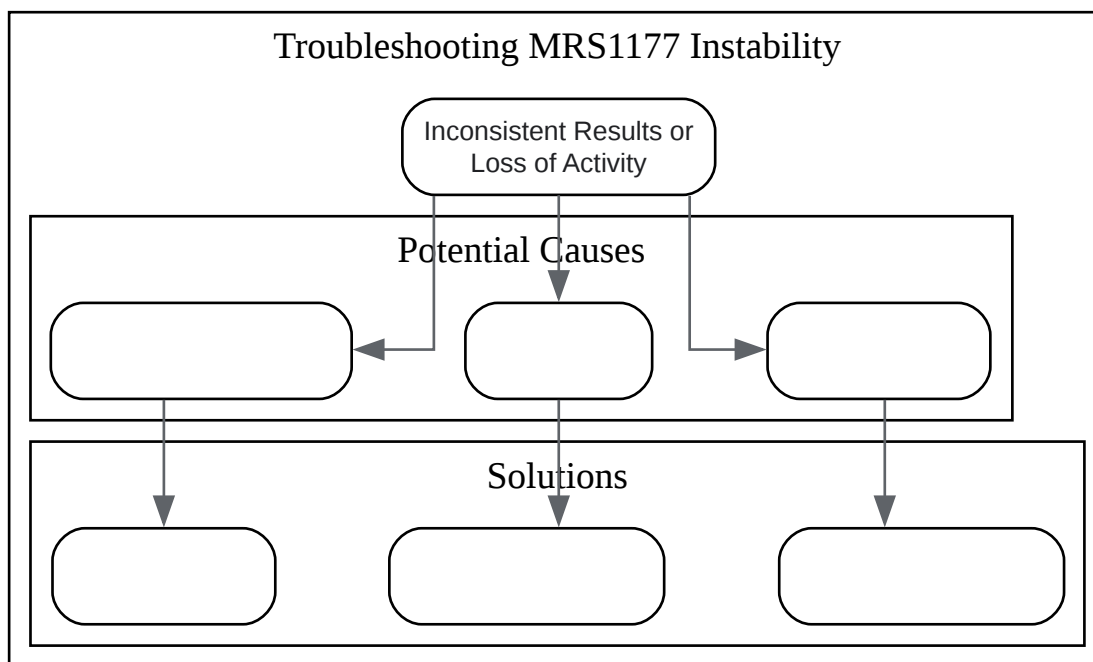 Troubleshooting MRS1177 Instability
Inconsistent Results or
Loss of Activity
Potential Causes
Solutions